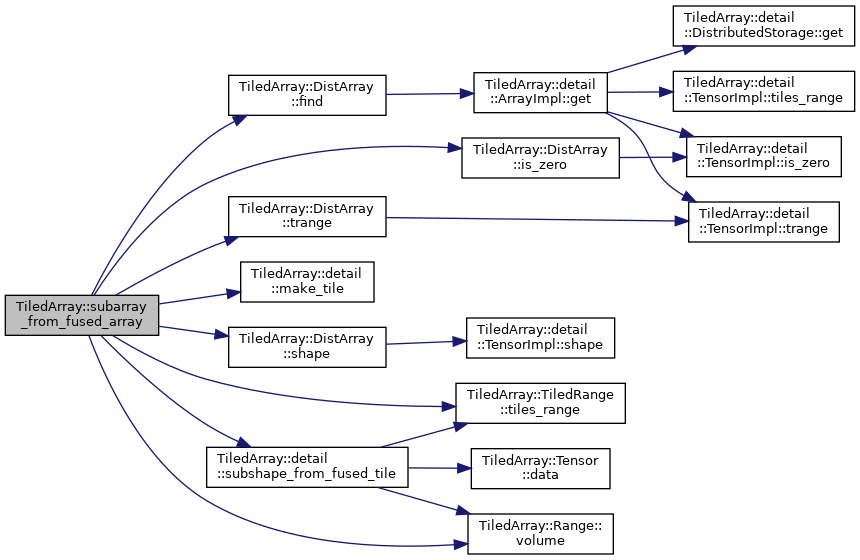 TiledArray::detail
::DistributedStorage::get
TiledArray::DistArray
::find
TiledArray::detail
::ArrayImpl::get
TiledArray::detail
::TensorImpl::tiles_range
TiledArray::DistArray
::is_zero
TiledArray::detail
::TensorImpl::is_zero
TiledArray::DistArray
::trange
TiledArray::detail
::TensorImpl::trange
TiledArray::detail
::make_tile
TiledArray::subarray
_from_fused_array
TiledArray::DistArray
::shape
TiledArray::detail
::TensorImpl::shape
TiledArray::TiledRange
::tiles_range
TiledArray::detail
::subshape_from_fused_tile
TiledArray::Tensor
::data
TiledArray::Range::
volume